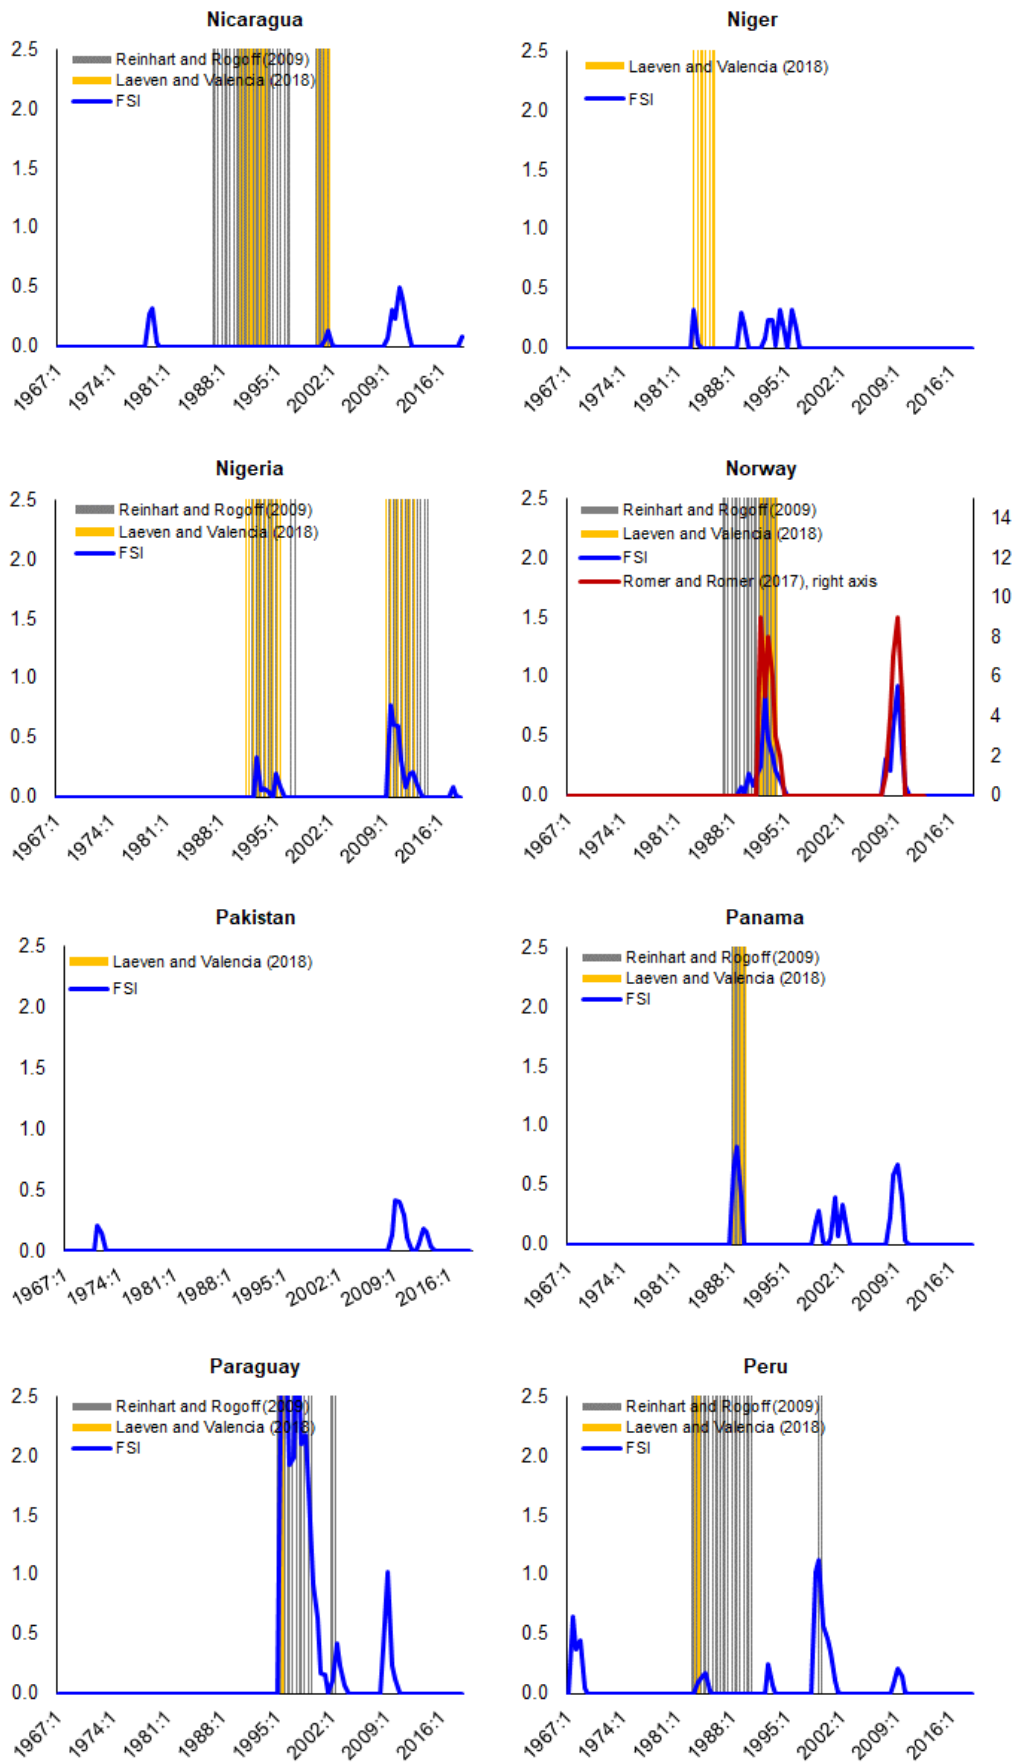 Nicaragua
2.5
Reinhart and Rogoff (2009)
Laeven and Valencia (2018)
FSI
2.0
1.5
1.0
0.5
0.0
1967:1 1974:1 1981:1 1988:1 1995:1 2002:1 2009:1 2016:1
Niger
2.5
Laeven and Valencia (2018)
FSI
2.0
1.5
1.0
0.5
0.0
1967:1 1974:1 1981:1 1988:1 1995:1 2002:1 2009:1 2016:1
Nigeria
2.5
Reinhart and Rogoff (2009)
Laeven and Valencia (2018)
FSI
2.0
1.5
1.0
0.5
0.0
1967:1 1974:1 1981:1 1988:1 1995:1 2002:1 2009:1 2016:1
Norway
2.5
Reinhart and Rogoff (2009)
Laeven and Valencia (2018)
FSI
Romer and Romer (2017), right axis
2.0
1.5
1.0
0.5
0.0
14
12
10
8
6
4
2
0
1967:1 1974:1 1981:1 1988:1 1995:1 2002:1 2009:1 2016:1
Pakistan
2.5
Laeven and Valencia (2018)
FSI
2.0
1.5
1.0
0.5
0.0
1967:1 1974:1 1981:1 1988:1 1995:1 2002:1 2009:1 2016:1
Panama
2.5
Reinhart and Rogoff (2009)
Laeven and Valencia (2018)
FSI
2.0
1.5
1.0
0.5
0.0
1967:1 1974:1 1981:1 1988:1 1995:1 2002:1 2009:1 2016:1
Paraguay
2.5
Reinhart and Rogoff (2009)
Laeven and Valencia (2018)
FSI
2.0
1.5
1.0
0.5
0.0
1967:1 1974:1 1981:1 1988:1 1995:1 2002:1 2009:1 2016:1
Peru
2.5
Reinhart and Rogoff (2009)
Laeven and Valencia (2018)
FSI
2.0
1.5
1.0
0.5
0.0
1967:1 1974:1 1981:1 1988:1 1995:1 2002:1 2009:1 2016:1